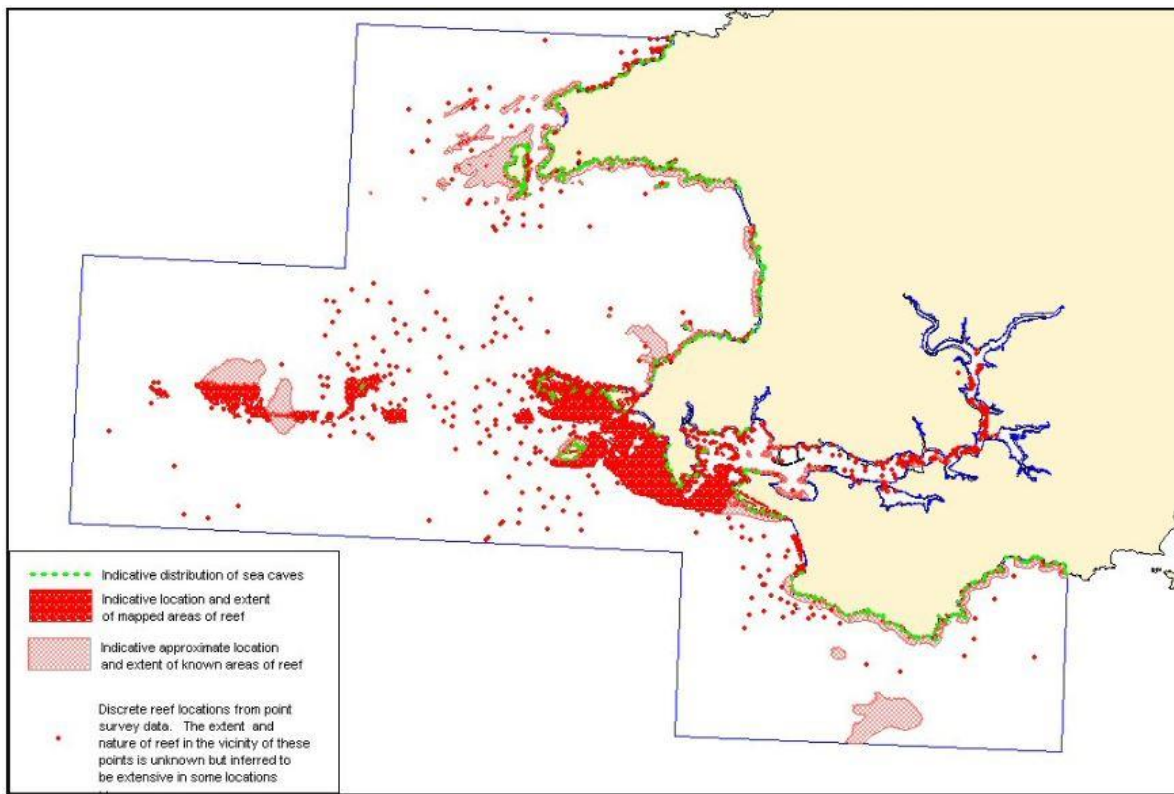 Indicative distribution of sea caves
Indicative location and extent
of mapped areas of reef
Indicative approximate location
and extent of known areas of reef
Discrete reef locations from point
survey data. The extent and
nature of reef in the vicinity of these
points is unknown but inferred to
be extensive in some locations